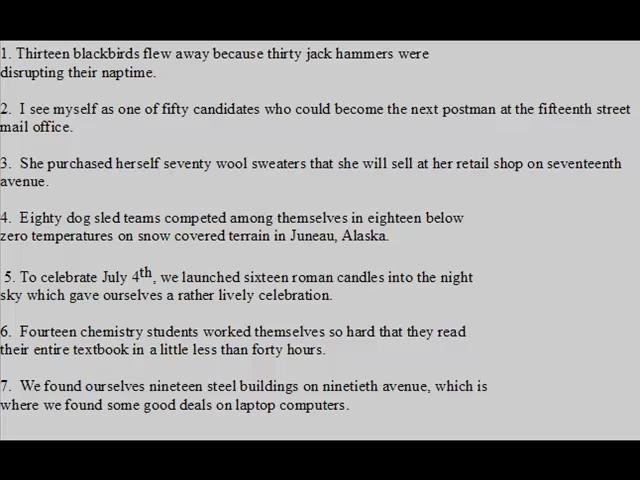 1. Thirteen blackbirds flew away because thirty jack hammers were
disrupting their naptime.
2. I see myself as one of fifty candidates who could become the next postman at the fifteenth street
mail office.
3. She purchased herself seventy wool sweaters that she will sell at her retail shop on seventeenth
avenue.
4. Eighty dog sled teams competed among themselves in eighteen below
zero temperatures on snow covered terrain in Juneau, Alaska.
5. To celebrate July 4th, we launched sixteen roman candles into the night
sky which gave ourselves a rather lively celebration.
6. Fourteen chemistry students worked themselves so hard that they read
their entire textbook in a little less than forty hours.
7. We found ourselves nineteen steel buildings on ninetieth avenue, which is
where we found some good deals on laptop computers.